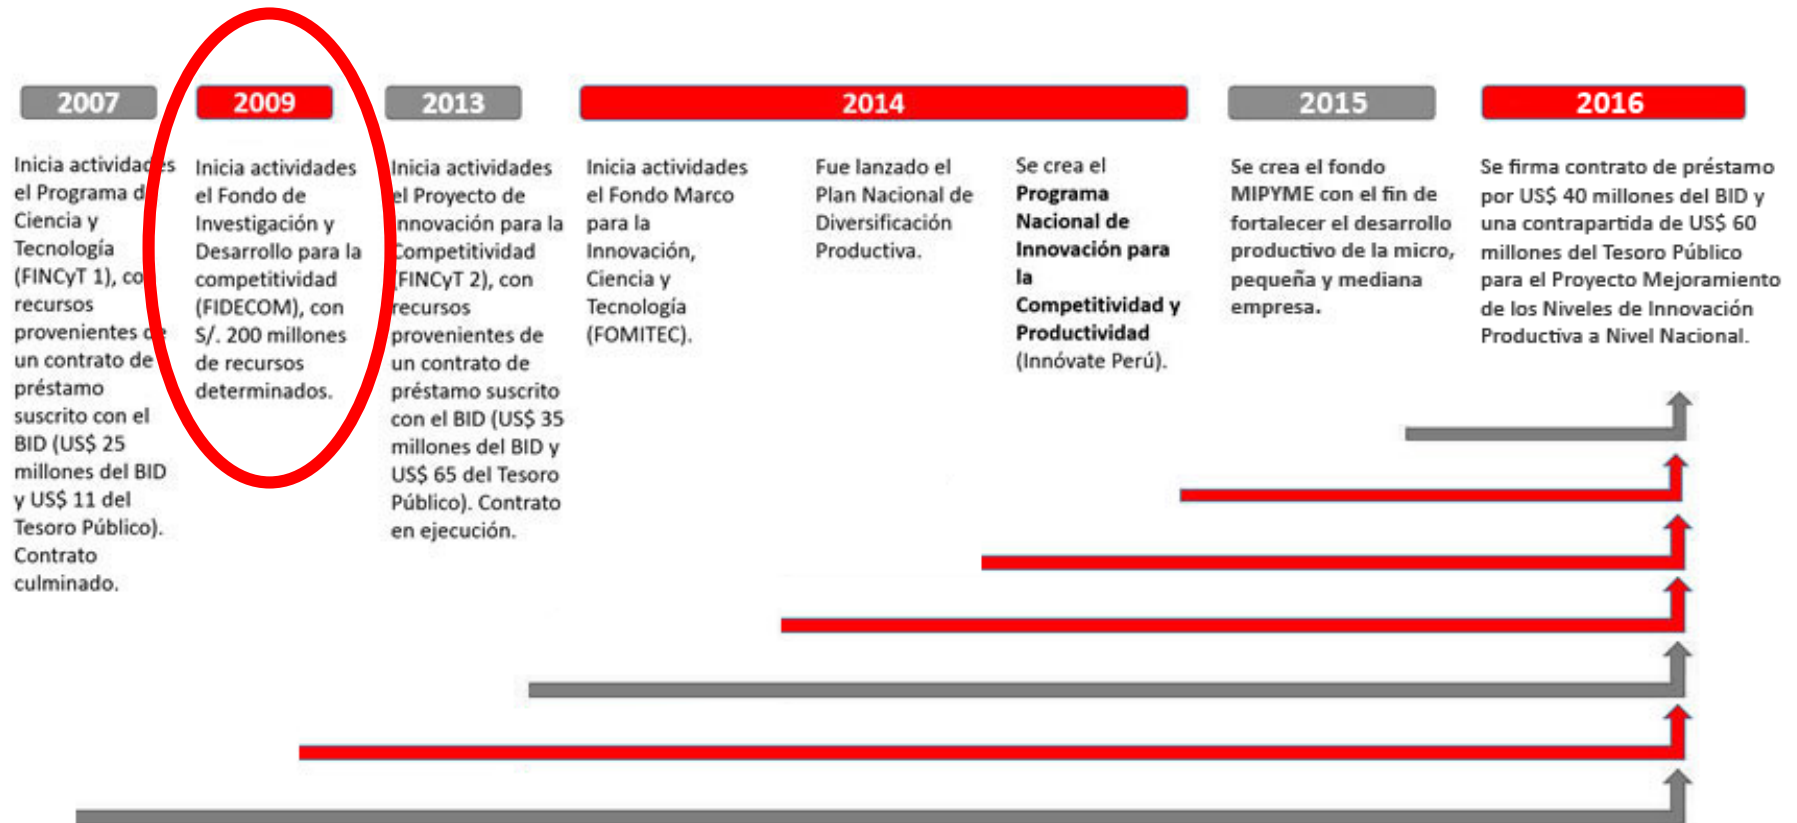 2007
Inicia actividades
el Programa de
Ciencia y
Tecnología
(FINCyT 1), con
recursos
provenientes de
un contrato de
préstamo
suscrito con el
BID (US$ 25
millones del BID
y US$ 11 del
Tesoro Público).
Contrato
culminado.
2009
Inicia actividades
el Fondo de
Investigación y
Desarrollo para la
competitividad
(FIDECOM), con
S/. 200 millones
de recursos
determinados.
2013
Inicia actividades
el Proyecto de
Innovación para la
Competitividad
(FINCyT 2), con
recursos
provenientes de
un contrato de
préstamo suscrito
con el BID (US$ 35
millones del BID y
US$ 65 del Tesoro
Público). Contrato
en ejecución.
2014
Inicia actividades
el Fondo Marco
para la
Innovación,
Ciencia y
Tecnología
(FOMITEC).
Fue lanzado el
Plan Nacional de
Diversificación
Productiva.
Se crea el
Programa
Nacional de
Innovación para
la
Competitividad y
Productividad
(Innóvate Perú).
2015
Se crea el fondo
MIPYME con el fin de
fortalecer el desarrollo
productivo de la micro,
pequeña y mediana
empresa.
2016
Se firma contrato de préstamo
por US$ 40 millones del BID y
una contrapartida de US$ 60
millones del Tesoro Público
para el Proyecto Mejoramiento
de los Niveles de Innovación
Productiva a Nivel Nacional.